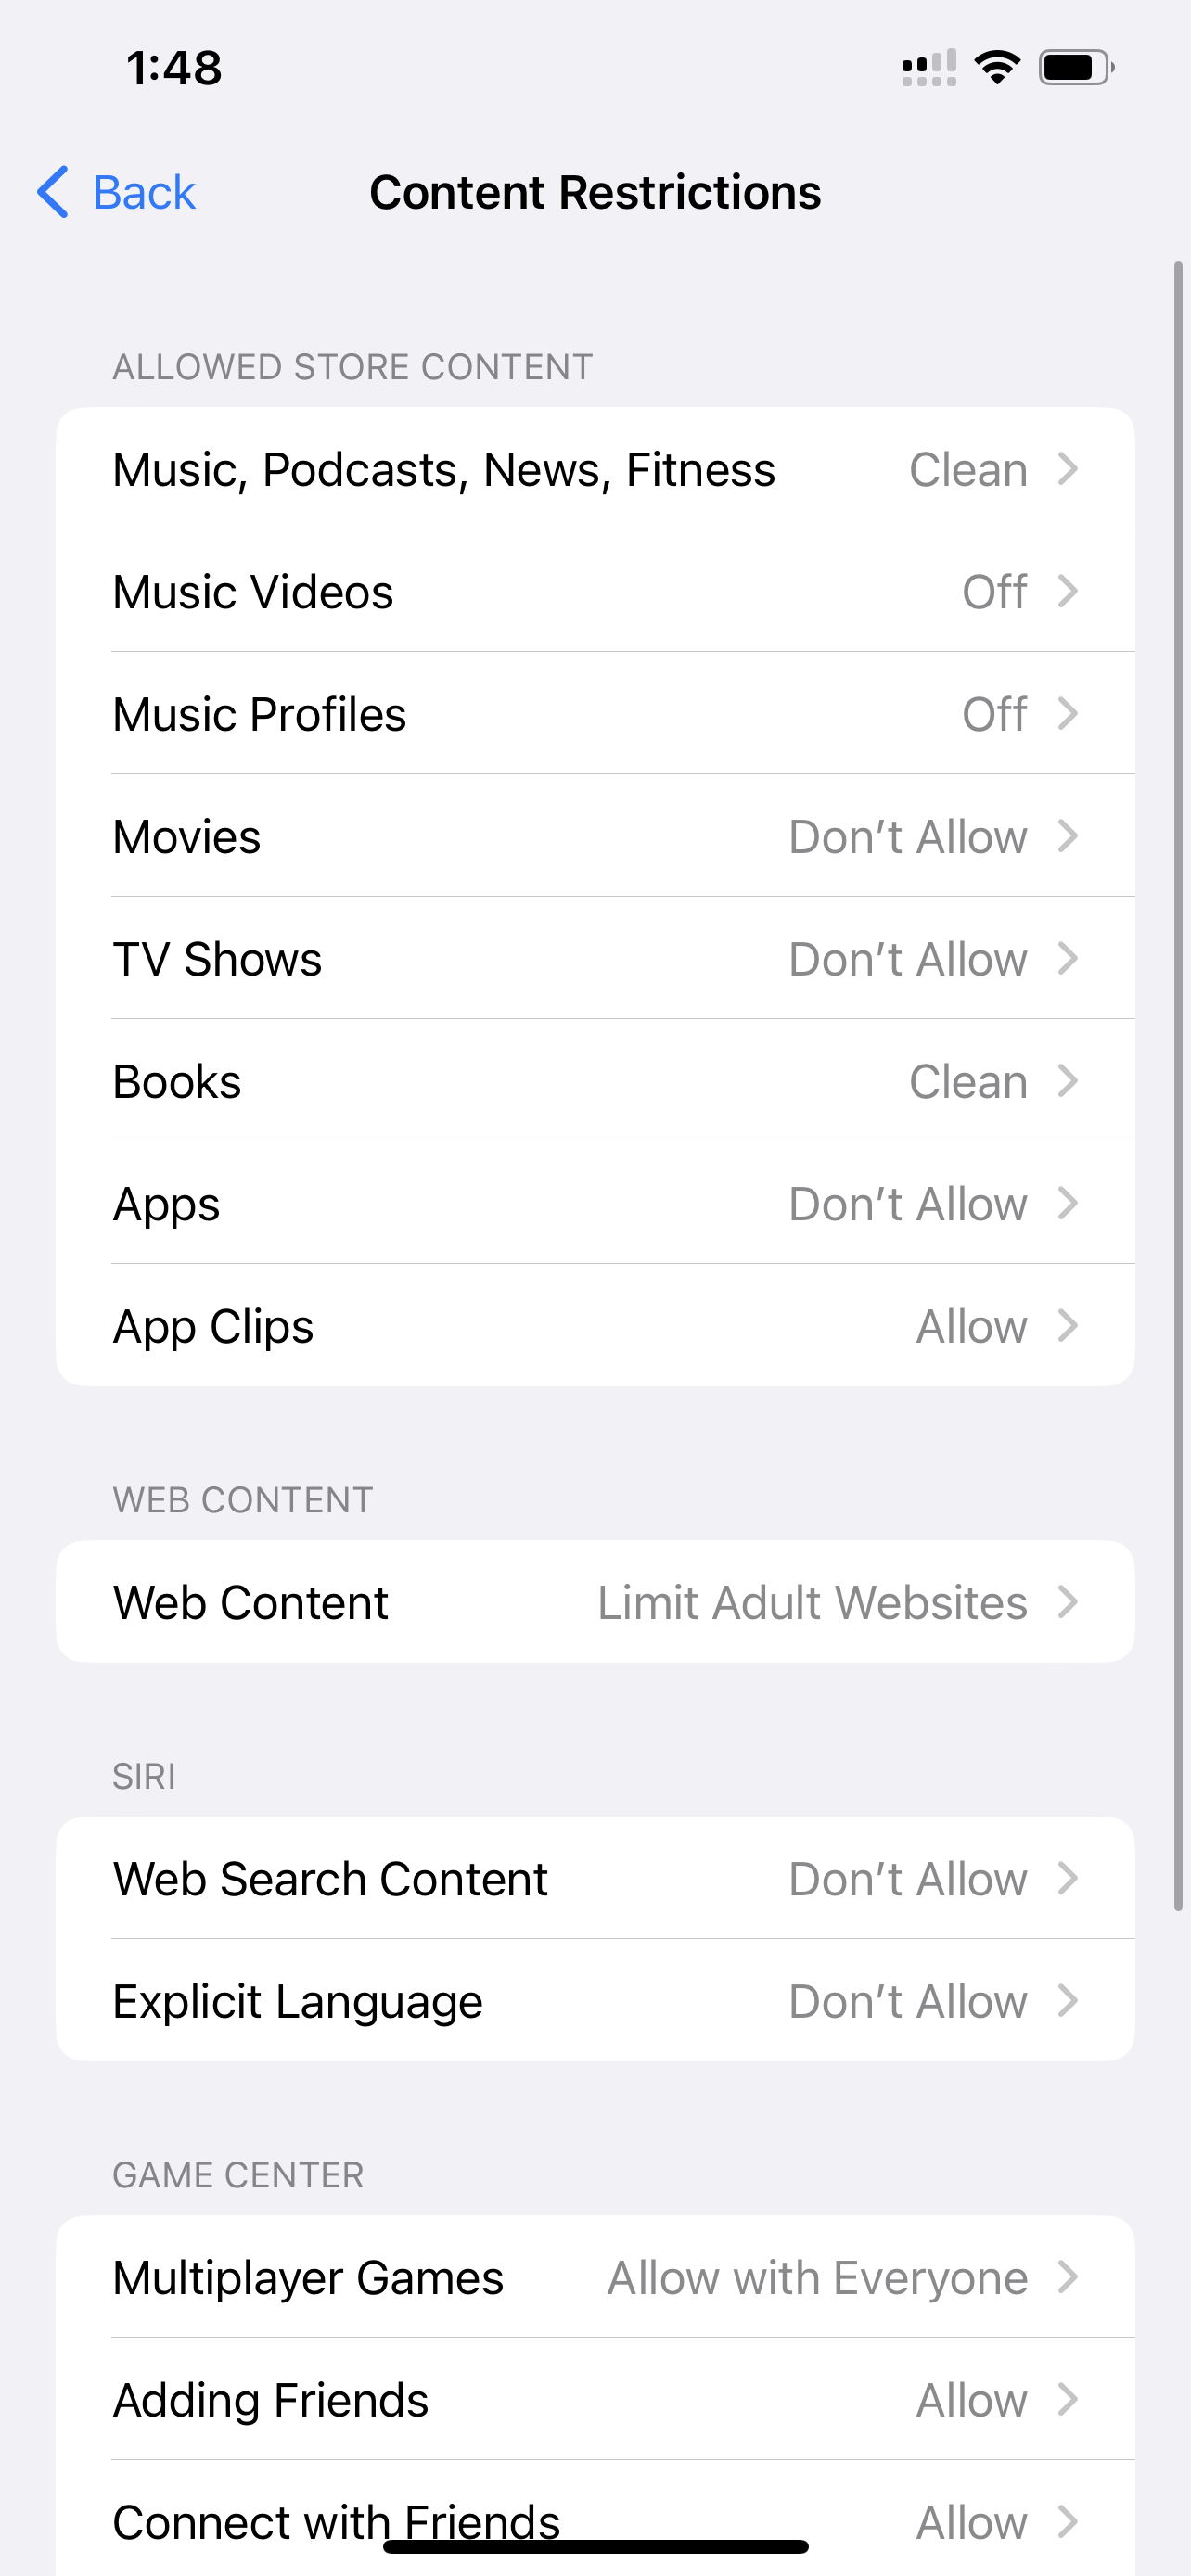 1:48
Back Content Restrictions
ALLOWED STORE CONTENT
Music, Podcasts, News, Fitness Clean
Music Videos Off
Music Profiles Off
Movies Don’t Allow
TV Shows Don’t Allow
Books Clean
Apps Don’t Allow
App Clips Allow
WEB CONTENT
Web Content Limit Adult Websites
SIRI
Web Search Content Don’t Allow
Explicit Language Don’t Allow
GAME CENTER
Multiplayer Games Allow with Everyone
Adding Friends Allow
Connect with Friends Allow